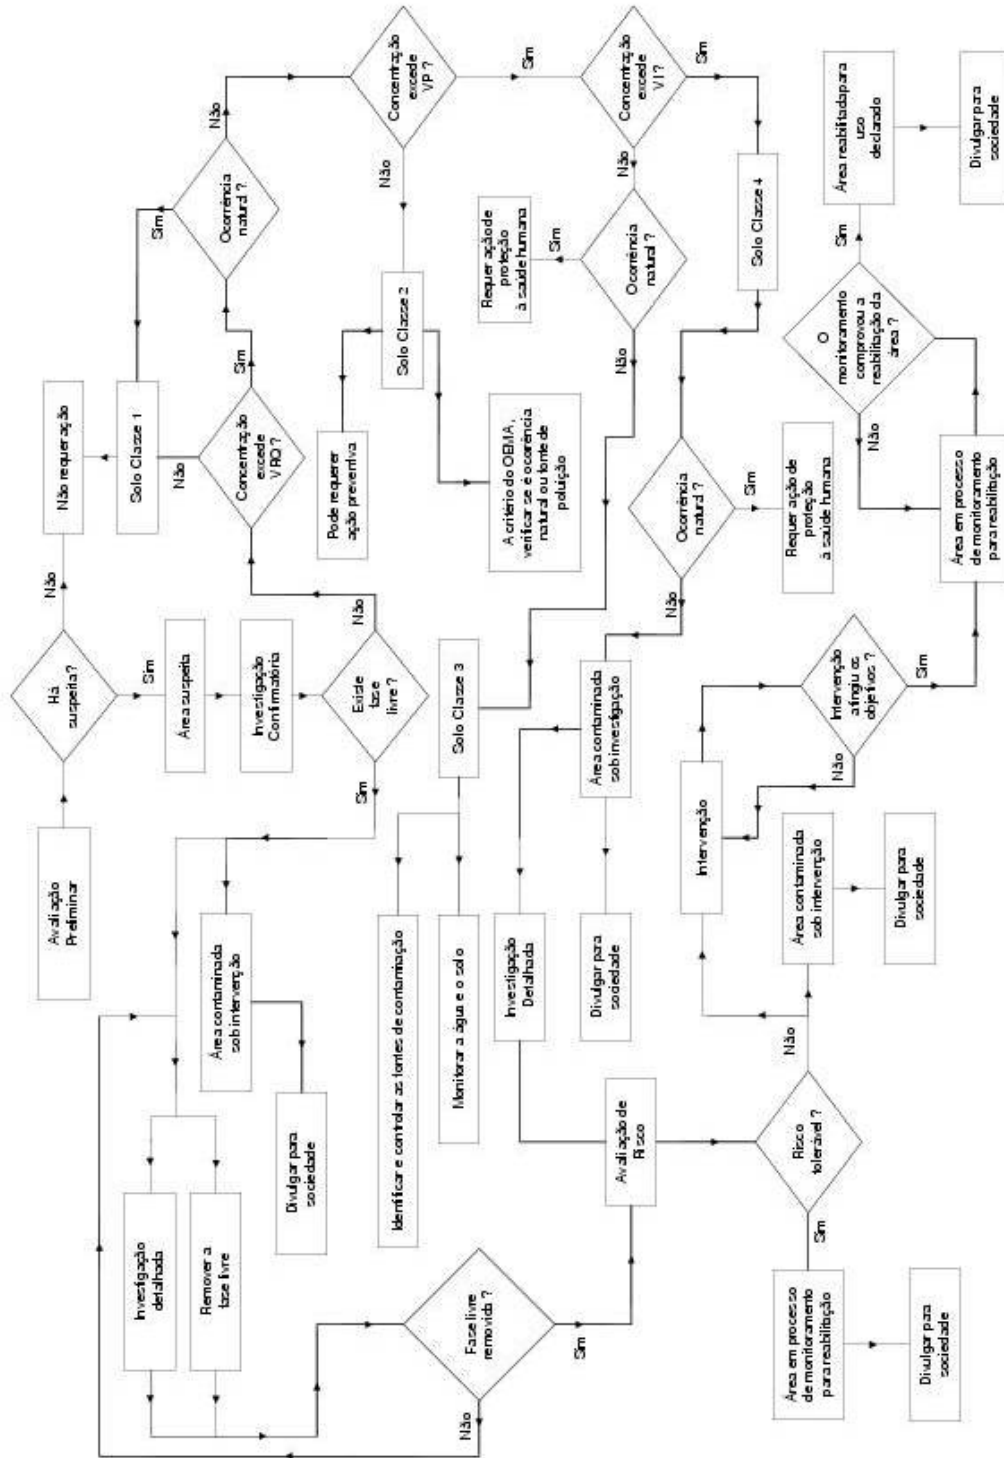 Avaliação
Preliminar
Há
suspeita ?
Não
Não requer ação
Sim
Área suspeita
Investigação
Confirmatória
Existe
fase
livre ?
Sim
Não
Solo Classe 1
Não
Concentração
excede
VRQ ?
Sim
Ocorrência
natural ?
Sim
Não
Concentração
excede
VP ?
Não
Sim
Solo Classe 2
Pode requerer
ação preventiva
A critério do OEMA,
verificar se é ocorrência
natural ou fonte de
poluição
Concentração
excede
VI ?
Não
Sim
Ocorrência
natural ?
Sim
Requer ação de
proteção
à saúde humana
Não
Solo Classe 3
Identificar e controlar as fontes de contaminação
Monitorar a água e o solo
Solo Classe 4
Ocorrência
natural ?
Sim
Requer ação de
proteção
à saúde humana
Não
Área contaminada
sob investigação
Divulgar para
sociedade
Investigação
Detalhada
Área contaminada
sob intervenção
Divulgar para
sociedade
Investigação
detalhada
Remover a
fase livre
Fase livre
removida ?
Não
Sim
Avaliação de
Risco
Risco
tolerável ?
Sim
Área em processo
de monitoramento
para reabilitação
Divulgar para
sociedade
Não
Área contaminada
sob intervenção
Divulgar para
sociedade
Intervenção
Intervenção
atingiu os
objetivos ?
Não
Sim
Área em processo
de monitoramento
para reabilitação
O
monitoramento
comprovou a
reabilitação da
área ?
Não
Sim
Área reabilitada para
uso
declarado
Divulgar para
sociedade